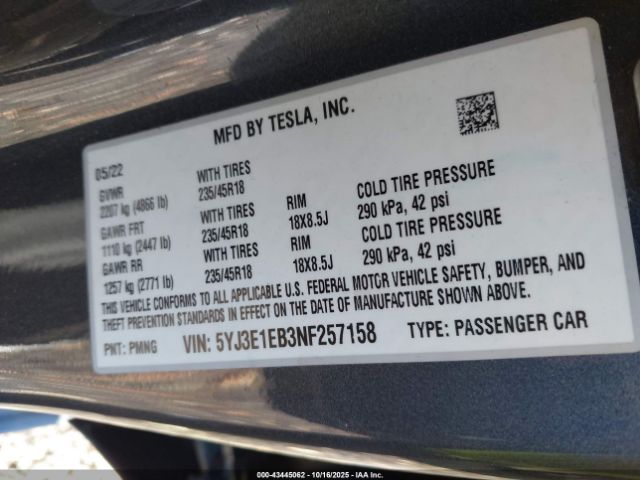 MFD BY TESLA, INC.
05/22
GVWR WITH TIRES
2207 kg (4866 lb) 235/45R18 RIM COLD TIRE PRESSURE
GAWR FRT WITH TIRES 18X8.5J 290 kPa, 42 psi
1110 kg (2447 lb) 235/45R18 RIM COLD TIRE PRESSURE
GAWR RR WITH TIRES 18X8.5J 290 kPa, 42 psi
1257 kg (2771 lb) 235/45R18
THIS VEHICLE CONFORMS TO ALL APPLICABLE U.S. FEDERAL MOTOR VEHICLE SAFETY, BUMPER, AND
THEFT PREVENTION STANDARDS IN EFFECT ON THE DATE OF MANUFACTURE SHOWN ABOVE.
PNT: PMNG VIN: 5YJ3E1EB3NF257158 TYPE: PASSENGER CAR
000-43445062 - 10/16/2025 - IAA Inc.